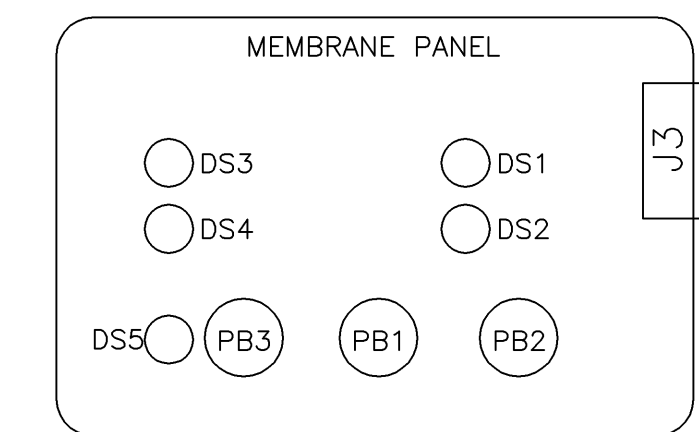 MEMBRANE PANEL
J3
DS3 DS1
DS4 DS2
DS5 PB3 PB1 PB2